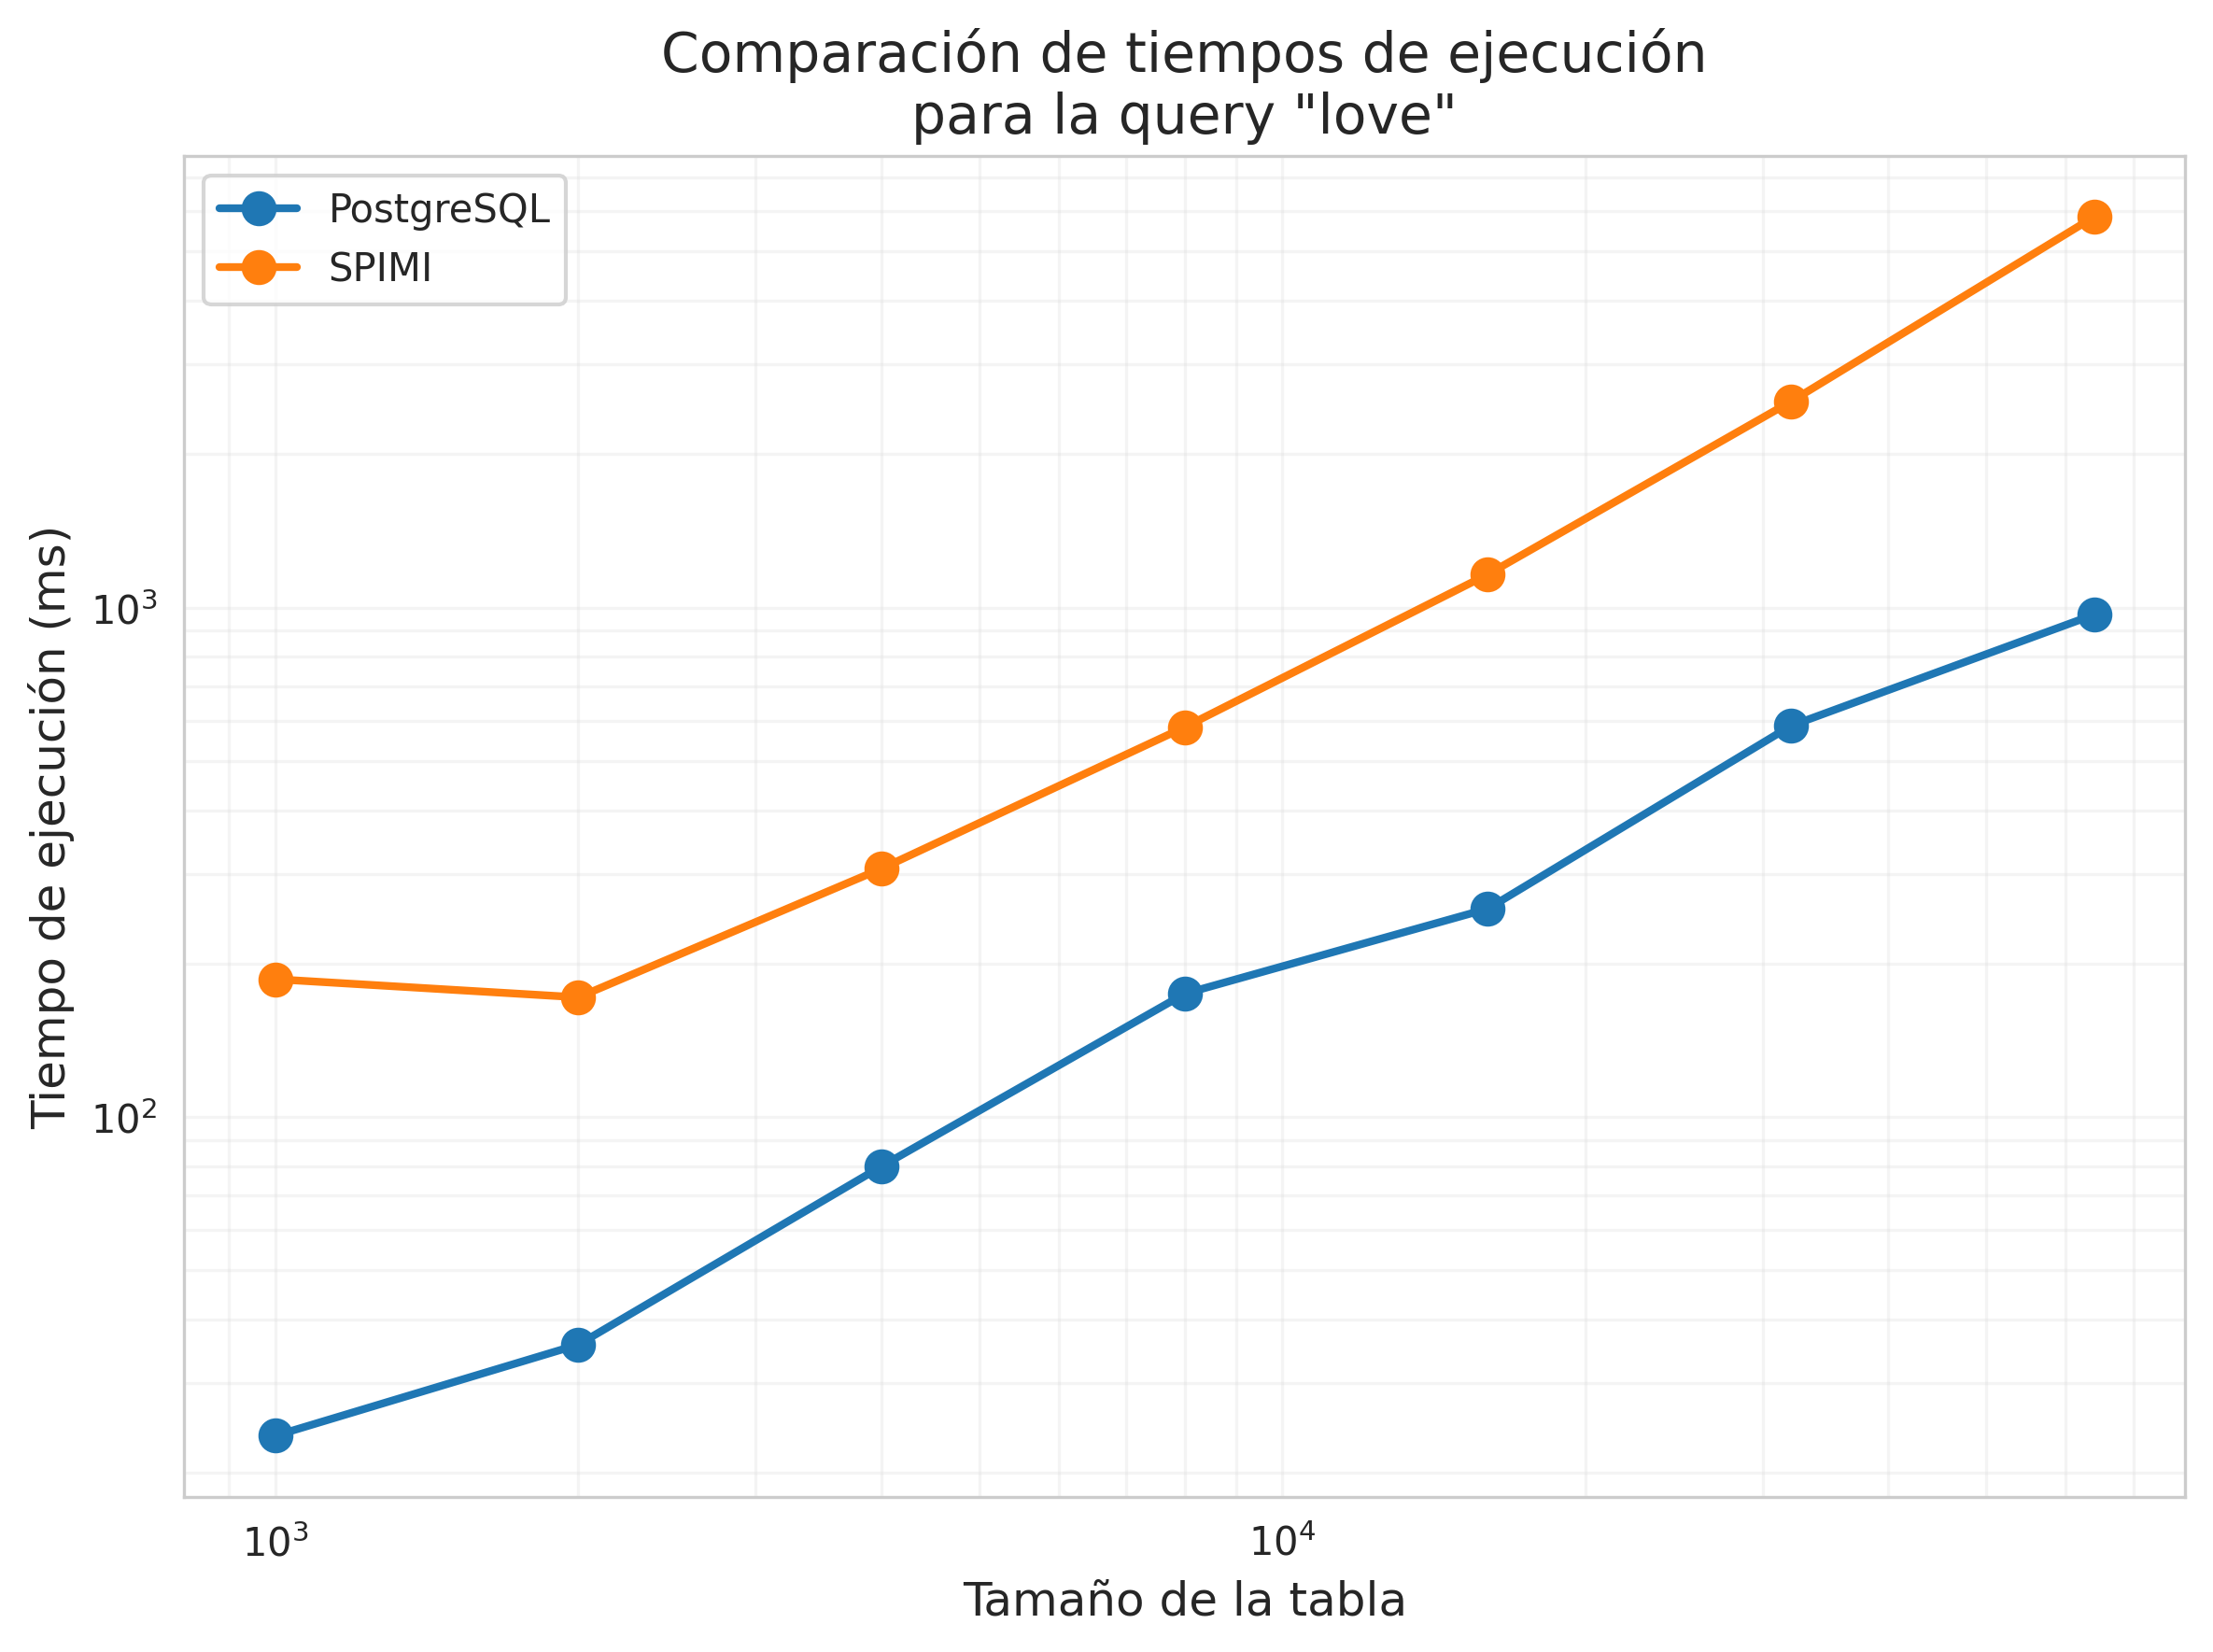 Comparación de tiempos de ejecución
para la query "love"
PostgreSQL
SPIMI
Tiempo de ejecución (ms)
10³
10²
10³
10⁴
Tamaño de la tabla